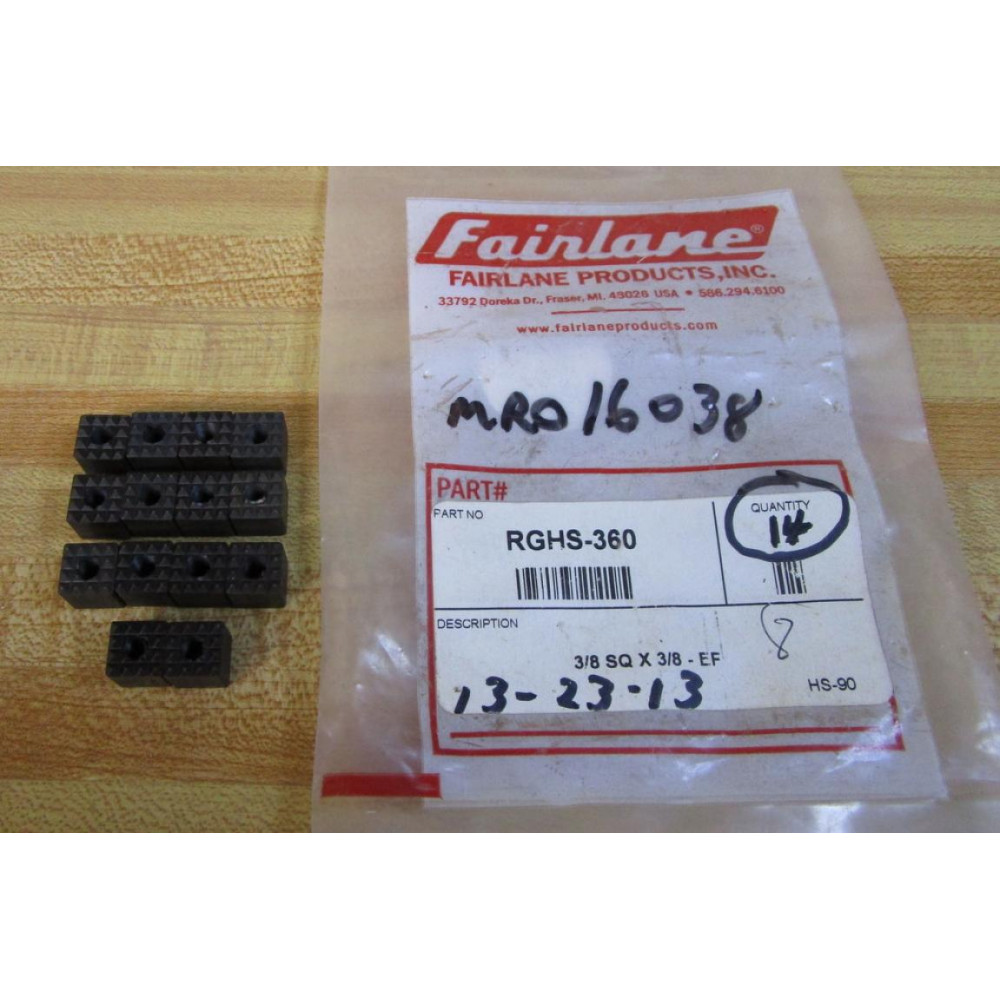 Fairlane®
FAIRLANE PRODUCTS, INC.
33792 Doreka Dr., Fraser, MI. 48026 USA • 586.294.6100
www.fairlaneproducts.com
MRO16038
PART#
PART NO
RGHS-360
QUANTITY
14
DESCRIPTION
8
3/8 SQ X 3/8 - EF
13-23-13
HS-90